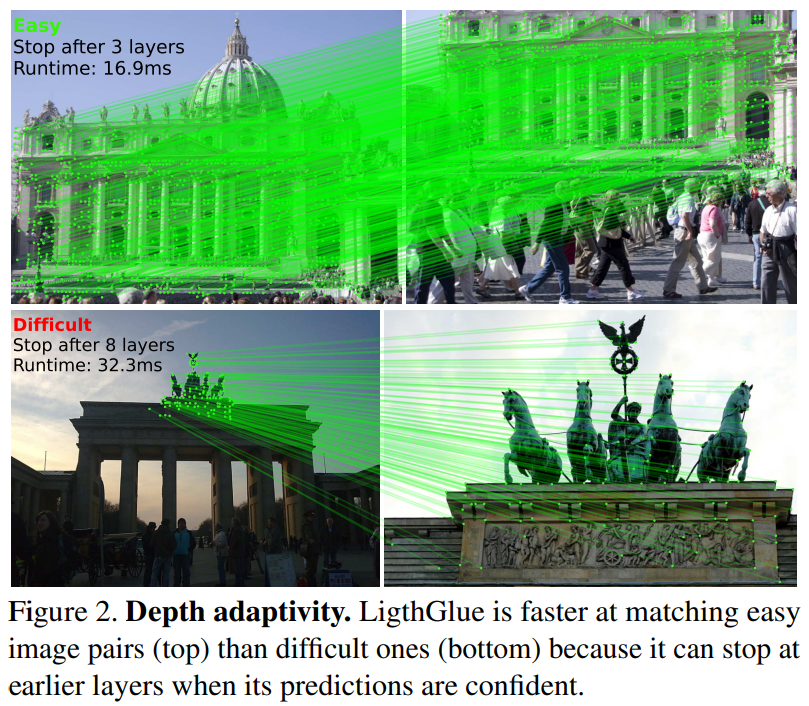 Easy
Stop after 3 layers
Runtime: 16.9ms
Difficult
Stop after 8 layers
Runtime: 32.3ms
Figure 2. Depth adaptivity. LigthGlue is faster at matching easy
image pairs (top) than difficult ones (bottom) because it can stop at
earlier layers when its predictions are confident.